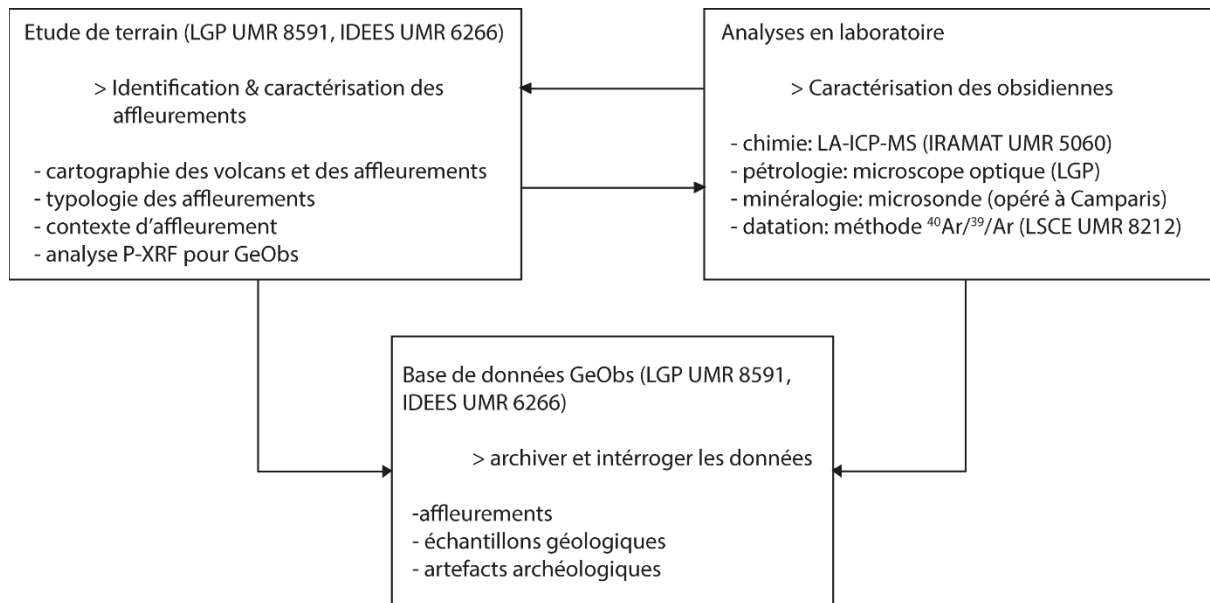 Etude de terrain (LGP UMR 8591, IDEES UMR 6266)
> Identification & caractérisation des
affleurements
- cartographie des volcans et des affleurements
- typologie des affleurements
- contexte d'affleurement
- analyse P-XRF pour GeObs
Analyses en laboratoire
> Caractérisation des obsidiennes
- chimie: LA-ICP-MS (IRAMAT UMR 5060)
- pétrologie: microscope optique (LGP)
- minéralogie: microsonde (opéré à Camparis)
- datation: méthode ⁴⁰Ar/³⁹/Ar (LSCE UMR 8212)
Base de données GeObs (LGP UMR 8591,
IDEES UMR 6266)
> archiver et intérroger les données
-affleurements
- échantillons géologiques
- artefacts archéologiques